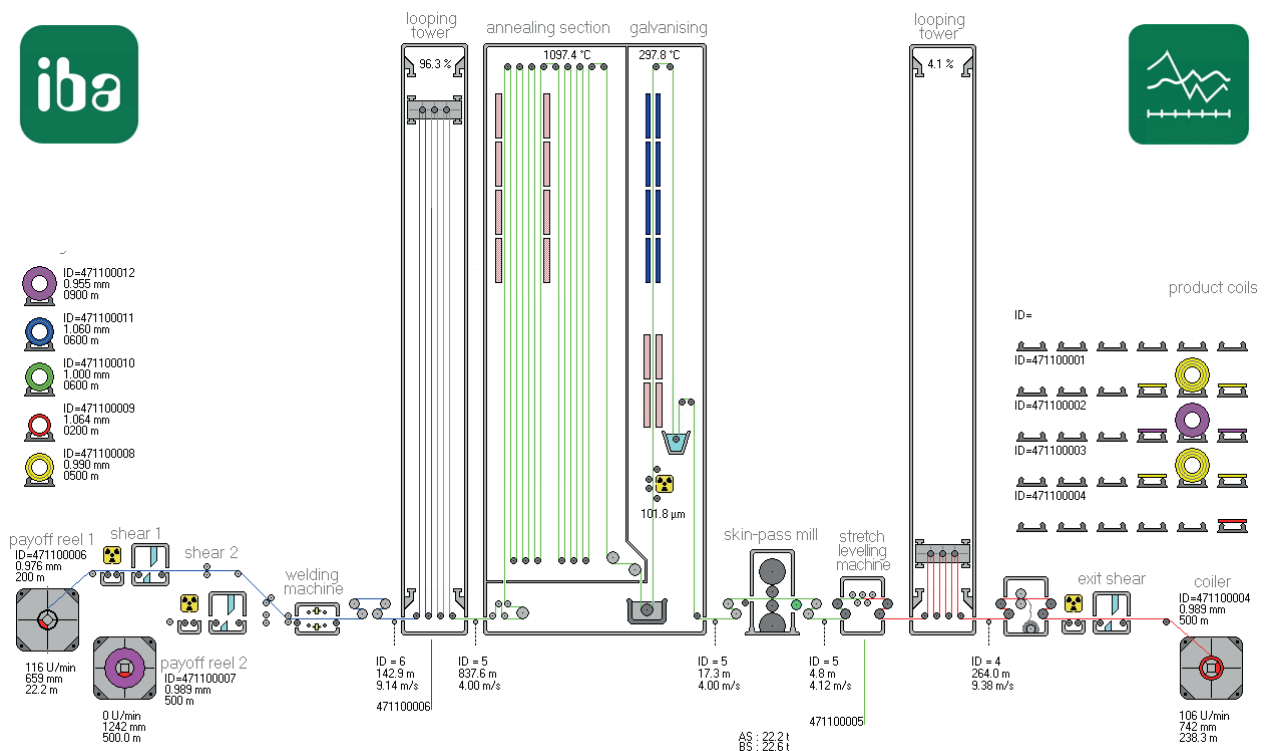 iba
looping
tower
96.3 %
annealing section
1097.4 °C
galvanising
297.8 °C
looping
tower
4.1 %
ID=471100012
0.955 mm
0900 m
ID=471100011
1.060 mm
0600 m
ID=471100010
1.000 mm
0600 m
ID=471100009
1.064 mm
0200 m
ID=471100008
0.990 mm
0500 m
product coils
ID=
ID=471100001
ID=471100002
ID=471100003
ID=471100004
101.8 µm
payoff reel 1
ID=471100006
0.976 mm
200 m
shear 1
shear 2
welding
machine
116 U/min
659 mm
22.2 m
payoff reel 2
ID=471100007
0.989 mm
500 m
0 U/min
1242 mm
500.0 m
ID = 6
142.9 m
9.14 m/s
471100006
ID = 5
837.6 m
4.00 m/s
ID = 5
17.3 m
4.00 m/s
skin-pass mill
stretch
levelling
machine
ID = 5
4.8 m
4.12 m/s
471100005
AS : 22.2 t
BS : 22.6 t
ID = 4
264.0 m
9.38 m/s
exit shear
coiler
ID=471100004
0.989 mm
500 m
106 U/min
742 mm
238.3 m